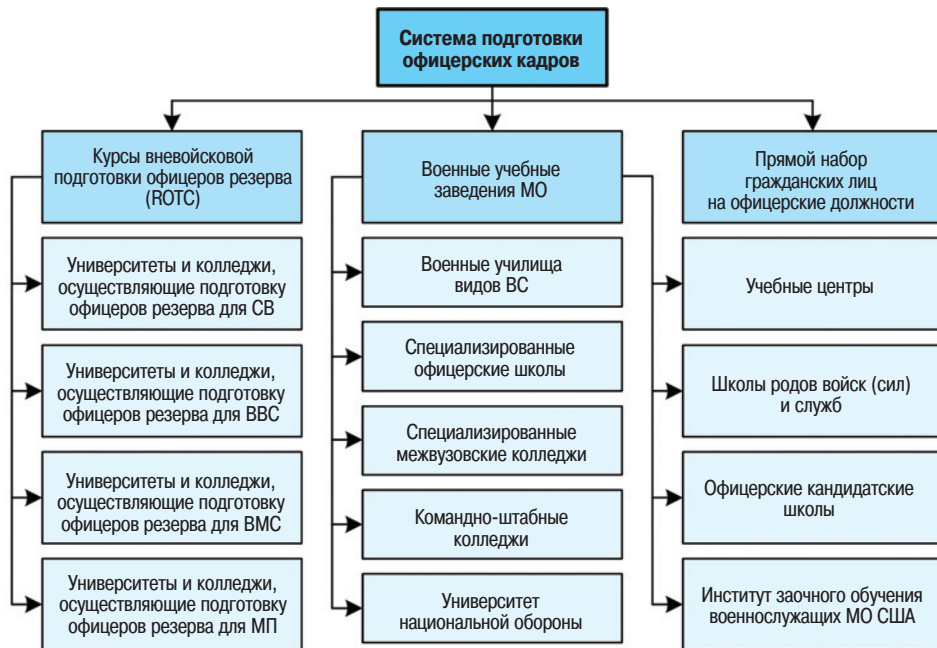 Система подготовки
офицерских кадров
Курсы вневойсковой
подготовки офицеров резерва
(ROTC)
Университеты и колледжи,
осуществляющие подготовку
офицеров резерва для СВ
Университеты и колледжи,
осуществляющие подготовку
офицеров резерва для ВВС
Университеты и колледжи,
осуществляющие подготовку
офицеров резерва для ВМС
Университеты и колледжи,
осуществляющие подготовку
офицеров резерва для МП
Военные учебные
заведения МО
Военные училища
видов ВС
Специализированные
офицерские школы
Специализированные
межвузовские колледжи
Командно-штабные
колледжи
Университет
национальной обороны
Прямой набор
гражданских лиц
на офицерские должности
Учебные центры
Школы родов войск (сил)
и служб
Офицерские кандидатские
школы
Институт заочного обучения
военнослужащих МО США